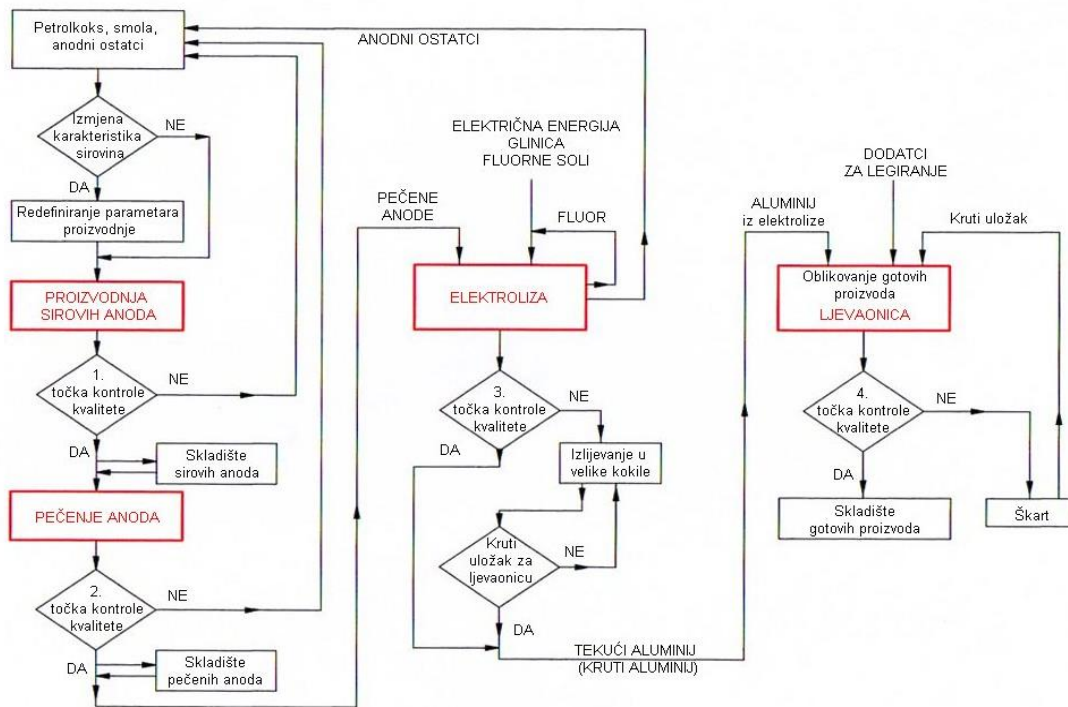 Petrolkoks, smola,
anodni ostatci
Izmjena
karakteristika
sirovina
NE
DA
Redefiniranje parametara
proizvodnje
PROIZVODNJA
SIROVIH ANODA
1.
točka kontrole
kvalitete
NE
DA
Skladište
sirovih anoda
PEČENJE ANODA
2.
točka kontrole
kvalitete
NE
DA
Skladište
pečenih anoda
ANODNI OSTATCI
ELEKTRIČNA ENERGIJA
GLINICA
FLUORNE SOLI
PEČENE
ANODE
FLUOR
ELEKTROLIZA
3.
točka kontrole
kvalitete
NE
DA
Izlijevanje u
velike kokile
Kruti
uložak za
ljevaonicu
NE
DA
TEKUĆI ALUMINIJ
(KRUTI ALUMINIJ)
DODATCI
ZA LEGIRANJE
ALUMINIJ
iz elektrolize
Kruti uložak
Oblikovanje gotovih
proizvoda
LJEVAONICA
4.
točka kontrole
kvalitete
NE
DA
Skladište
gotovih proizvoda
Škart